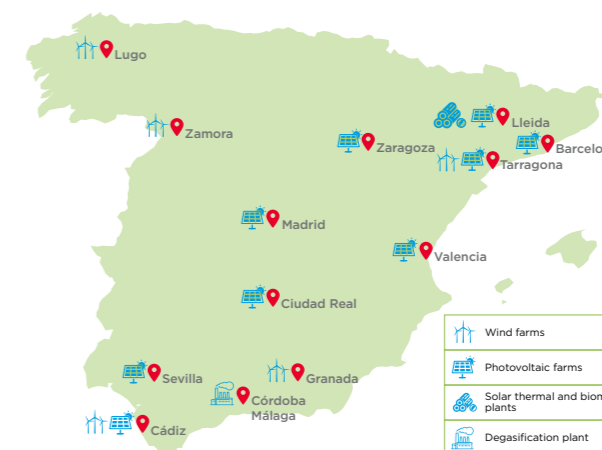 Lugo
Zamora
Zaragoza
Lleida
Barcelo
Tarragona
Madrid
Valencia
Ciudad Real
Sevilla
Granada
Córdoba
Málaga
Cádiz
Wind farms
Photovoltaic farms
Solar thermal and biom
plants
Degasification plant